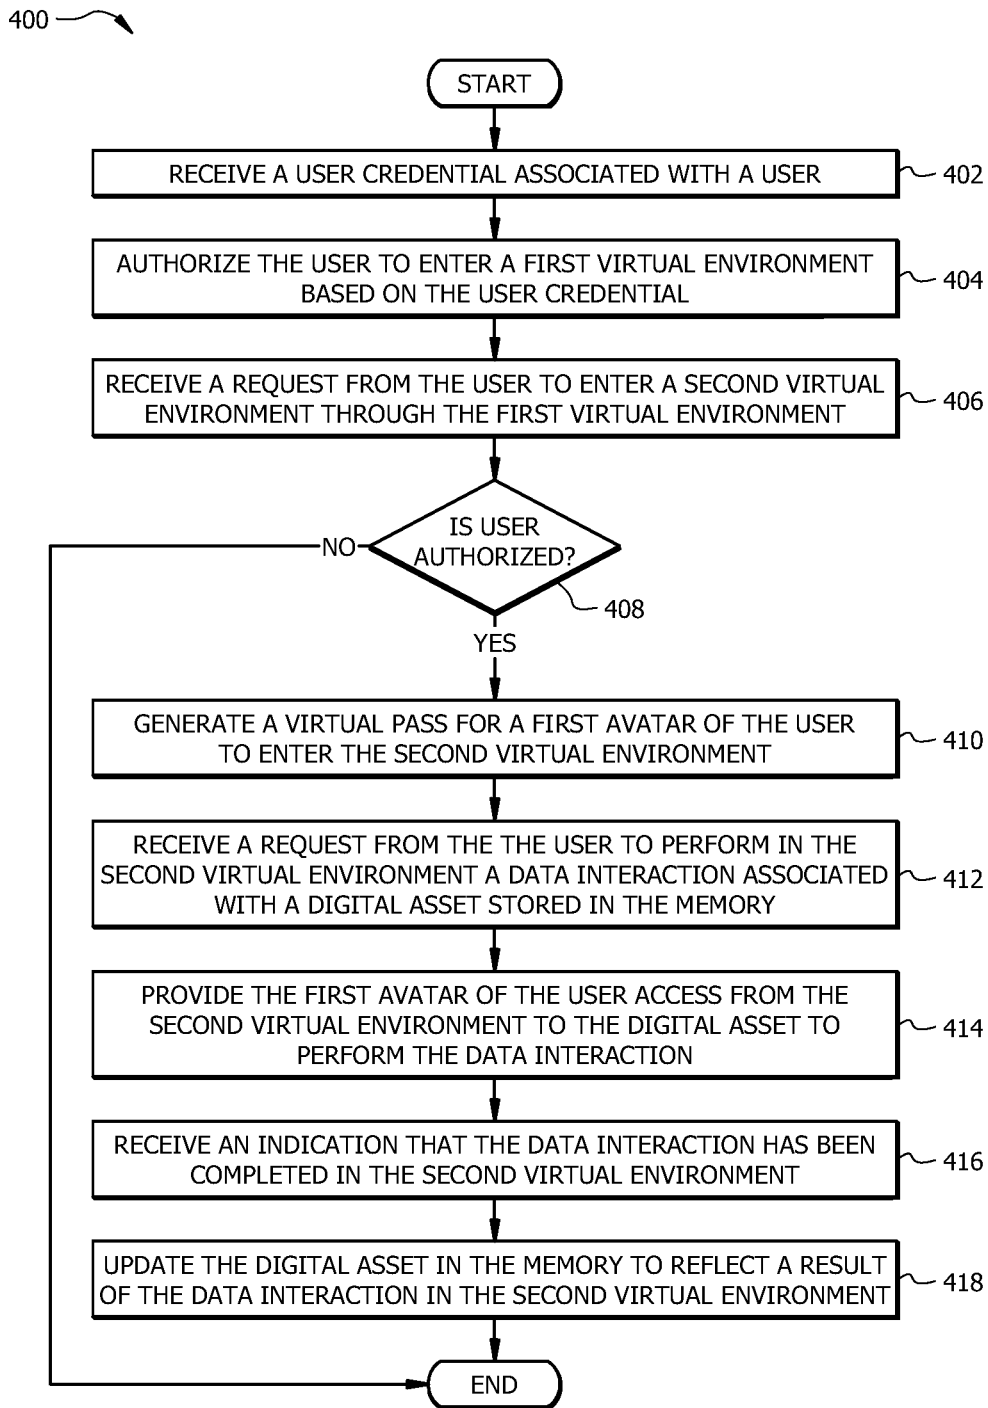 400
START
RECEIVE A USER CREDENTIAL ASSOCIATED WITH A USER
402
AUTHORIZE THE USER TO ENTER A FIRST VIRTUAL ENVIRONMENT
BASED ON THE USER CREDENTIAL
404
RECEIVE A REQUEST FROM THE USER TO ENTER A SECOND VIRTUAL
ENVIRONMENT THROUGH THE FIRST VIRTUAL ENVIRONMENT
406
IS USER
AUTHORIZED?
NO
408
YES
GENERATE A VIRTUAL PASS FOR A FIRST AVATAR OF THE USER
TO ENTER THE SECOND VIRTUAL ENVIRONMENT
410
RECEIVE A REQUEST FROM THE THE USER TO PERFORM IN THE
SECOND VIRTUAL ENVIRONMENT A DATA INTERACTION ASSOCIATED
WITH A DIGITAL ASSET STORED IN THE MEMORY
412
PROVIDE THE FIRST AVATAR OF THE USER ACCESS FROM THE
SECOND VIRTUAL ENVIRONMENT TO THE DIGITAL ASSET TO
PERFORM THE DATA INTERACTION
414
RECEIVE AN INDICATION THAT THE DATA INTERACTION HAS BEEN
COMPLETED IN THE SECOND VIRTUAL ENVIRONMENT
416
UPDATE THE DIGITAL ASSET IN THE MEMORY TO REFLECT A RESULT
OF THE DATA INTERACTION IN THE SECOND VIRTUAL ENVIRONMENT
418
END